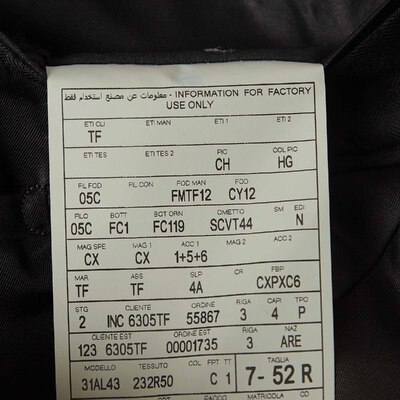 معلومات عن مصنع استخدام فقط - INFORMATION FOR FACTORY
USE ONLY
ETI CLI ETI MAN ETI 1 ETI 2
TF
ETI TES ETI TES 2 PIC COL PIC
CH HG
FIL FOD FIL CON FOD MAN FOD
05C FMTF12 CY12
FILO BOTT BOT ORN CMETTO SM EDI
05C FC1 FC119 SCVT44 N
MAG SPE MAG 1 ACC 1 MAG 2 ACC 2
CX CX 1+5+6
MAR ABS SLP CR FBP
TF TF 4A CXPXC6
STG CLIENTE ORDINE RIGA CAPI TPO
2 INC 6305TF 55867 3 4 P
CLIENTE EST ORDINE EST RIGA NAZ
123 6305TF 00001735 3 ARE
MODELLO TESSUTO COL FPT TT TAGLIA
31AL43 232R50 C 1 7- 52 R
CARTONE